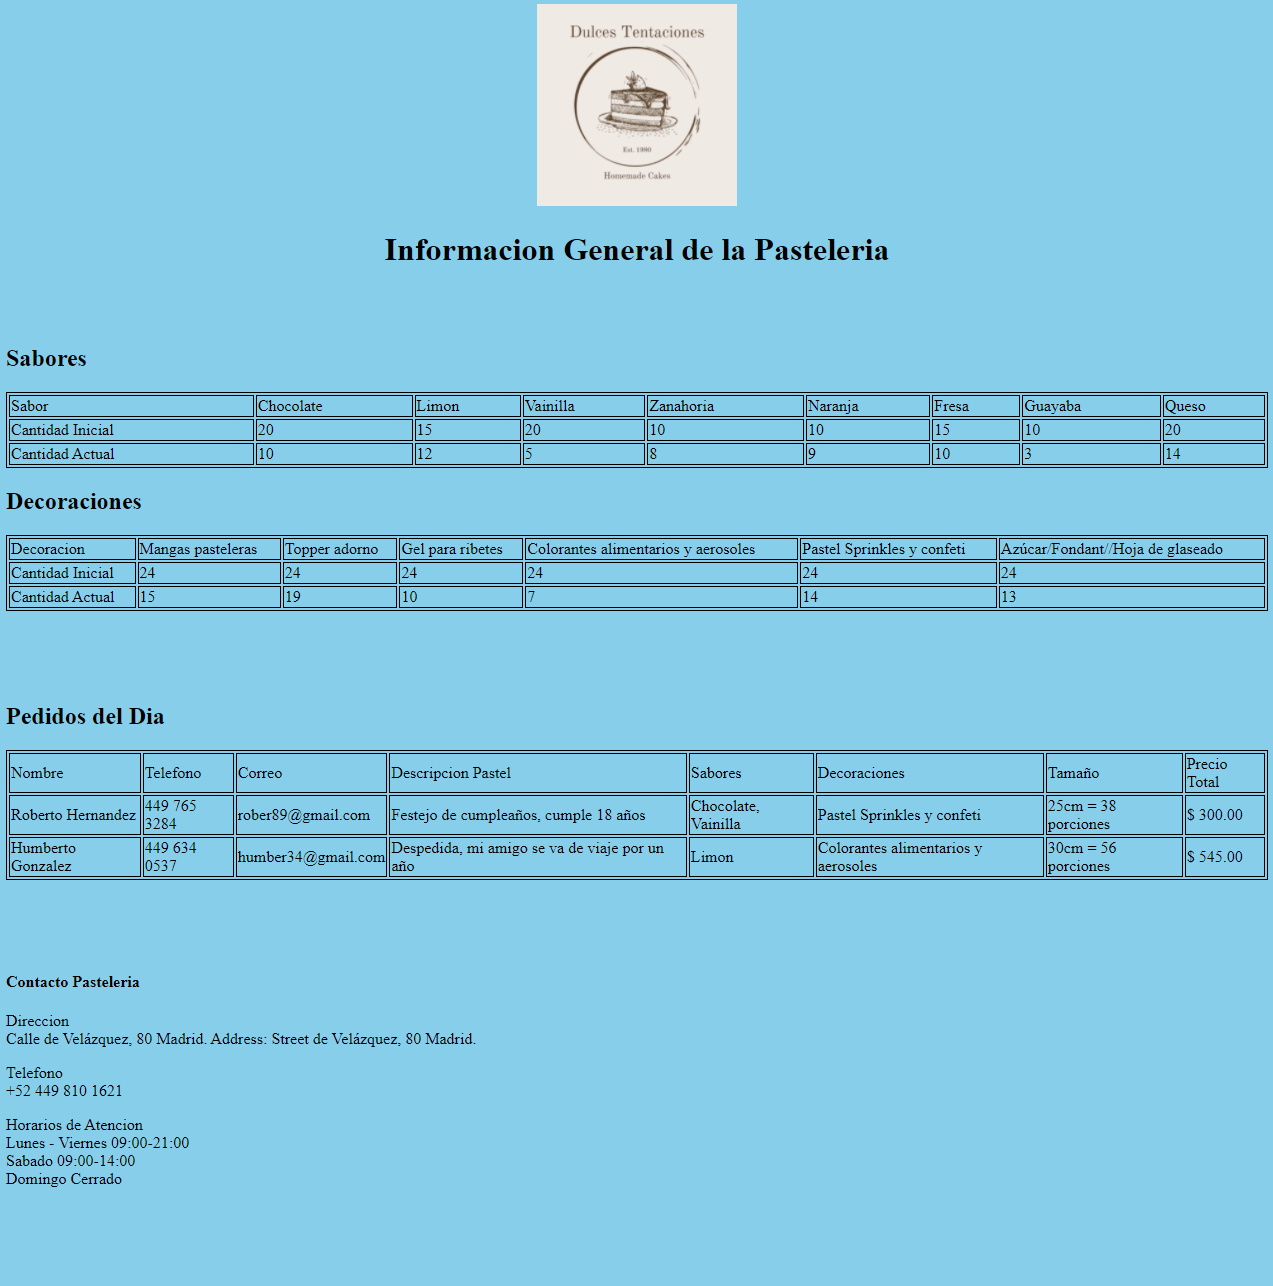 Dulces Tentaciones
Est. 1990
Homemade Cakes
Informacion General de la Pasteleria
Sabores
Sabor Chocolate Limon Vainilla Zanahoria Naranja Fresa Guayaba Queso
Cantidad Inicial 20 15 20 10 10 15 10 20
Cantidad Actual 10 12 5 8 9 10 3 14
Decoraciones
Decoracion Mangas pasteleras Topper adorno Gel para ribetes Colorantes alimentarios y aerosoles Pastel Sprinkles y confeti Azúcar/Fondant//Hoja de glaseado
Cantidad Inicial 24 24 24 24 24 24
Cantidad Actual 15 19 10 7 14 13
Pedidos del Dia
Nombre Telefono Correo Descripcion Pastel Sabores Decoraciones Tamaño Precio Total
Roberto Hernandez 449 765 3284 rober89@gmail.com Festejo de cumpleaños, cumple 18 años Chocolate, Vainilla Pastel Sprinkles y confeti 25cm = 38 porciones $ 300.00
Humberto Gonzalez 449 634 0537 humber34@gmail.com Despedida, mi amigo se va de viaje por un año Limon Colorantes alimentarios y aerosoles 30cm = 56 porciones $ 545.00
Contacto Pasteleria
Direccion
Calle de Velázquez, 80 Madrid. Address: Street de Velázquez, 80 Madrid.
Telefono
+52 449 810 1621
Horarios de Atencion
Lunes - Viernes 09:00-21:00
Sabado 09:00-14:00
Domingo Cerrado